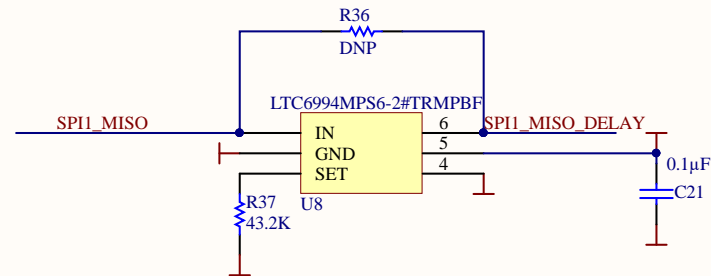 R36
DNP
LTC6994MPS6-2#TRMPBF
SPI1_MISO
IN
6
SPI1_MISO_DELAY
GND
5
SET
4
0.1µF
C21
R37
43.2K
U8